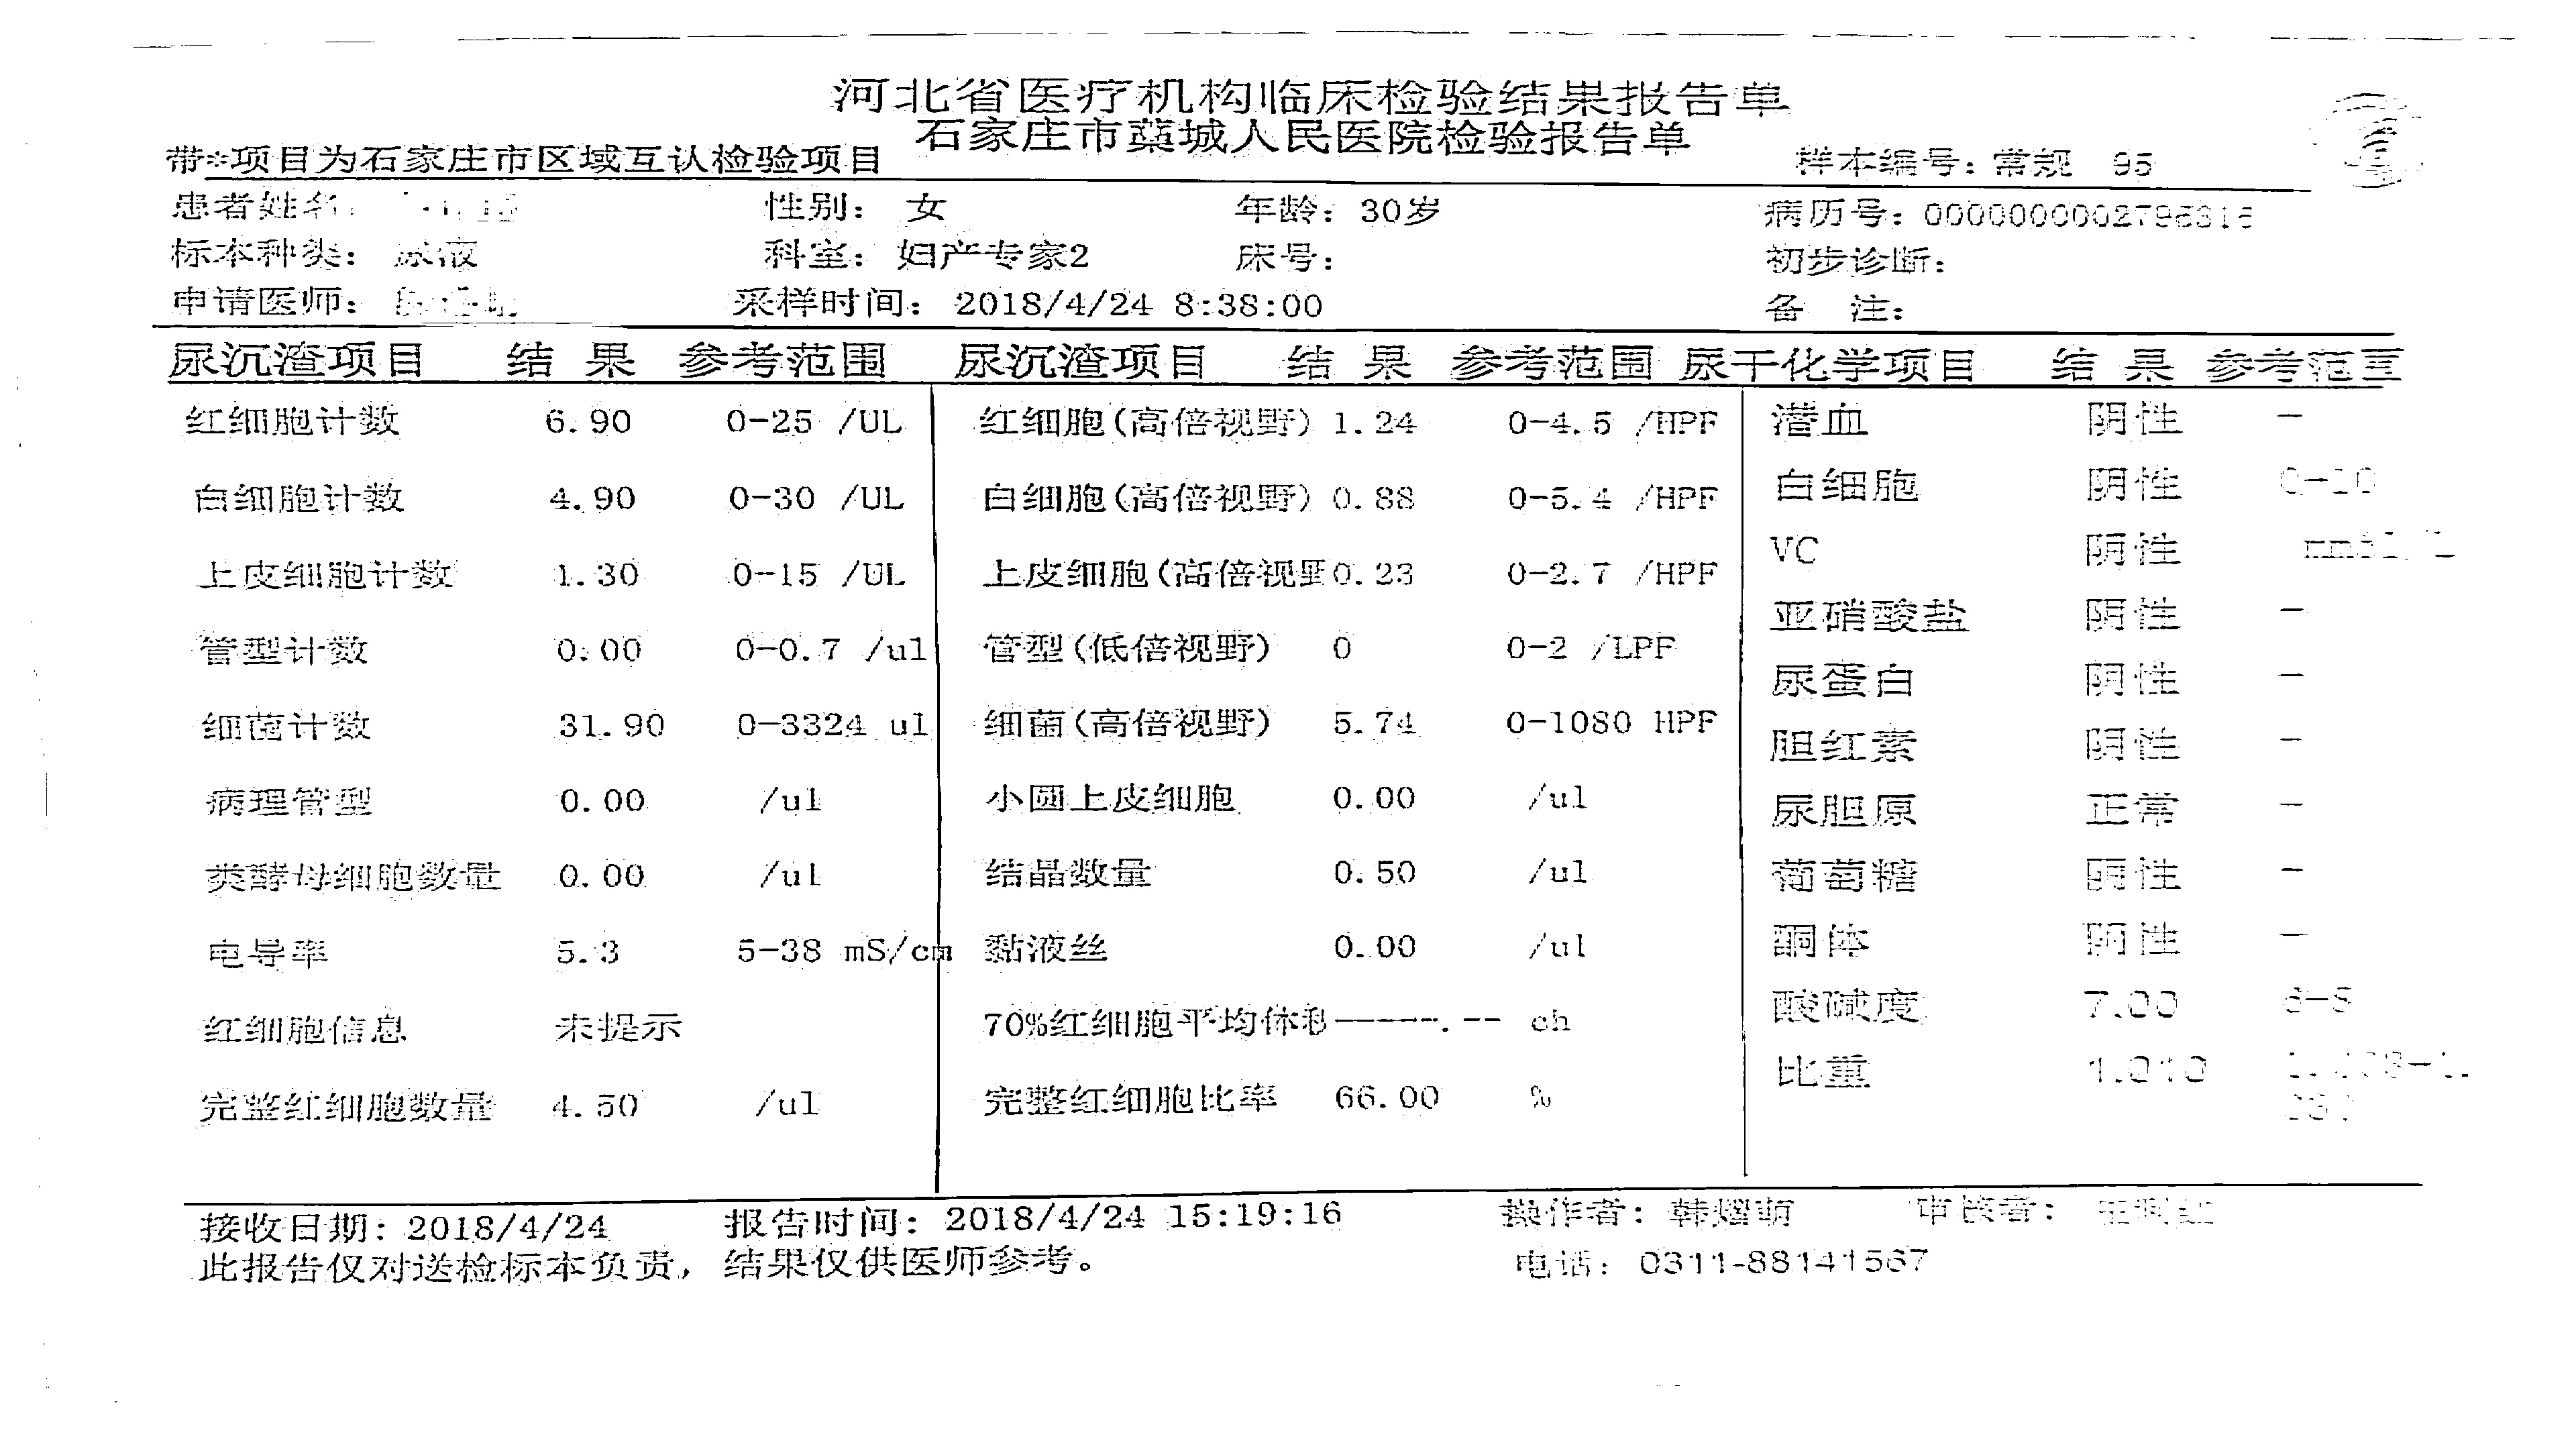 河北省医疗机构临床检验结果报告单
石家庄市藁城人民医院检验报告单
带*项目为石家庄市区域互认检验项目 样本编号：常规 95
患者姓名： 性别： 女 年龄：30岁 病历号：
标本种类： 尿液 科室： 妇产专家2 床号： 初步诊断：
申请医师： 采样时间： 2018/4/24 8:38:00 备 注：
尿沉渣项目 结 果 参考范围 尿沉渣项目 结 果 参考范围 尿干化学项目 结 果 参考范围
红细胞计数 6.90 0-25 /UL 红细胞(高倍视野) 1.24 0-4.5 /HPF 潜血 阴性 -
白细胞计数 4.90 0-30 /UL 白细胞(高倍视野) 0.88 0-5.4 /HPF 白细胞 阴性 0-10
上皮细胞计数 1.30 0-15 /UL 上皮细胞(高倍视野 0.23 0-2.7 /HPF VC 阴性
管型计数 0.00 0-0.7 /ul 管型(低倍视野) 0 0-2 /LPF 亚硝酸盐 阴性 -
细菌计数 31.90 0-3324 ul 细菌(高倍视野) 5.74 0-1080 HPF 尿蛋白 阴性 -
病理管型 0.00 /ul 小圆上皮细胞 0.00 /ul 胆红素 阴性 -
类酵母细胞数量 0.00 /ul 结晶数量 0.50 /ul 尿胆原 正常 -
电导率 5.3 5-38 mS/cm 黏液丝 0.00 /ul 葡萄糖 阴性 -
红细胞信息 未提示 70%红细胞平均体积 -----.-- ch 酮体 阴性 -
完整红细胞数量 4.50 /ul 完整红细胞比率 66.00 % 酸碱度 7.00
比重 1.010
接收日期：2018/4/24 报告时间： 2018/4/24 15:19:16 操作者： 审核者：
此报告仅对送检标本负责，结果仅供医师参考。 电话： 0311-88141567